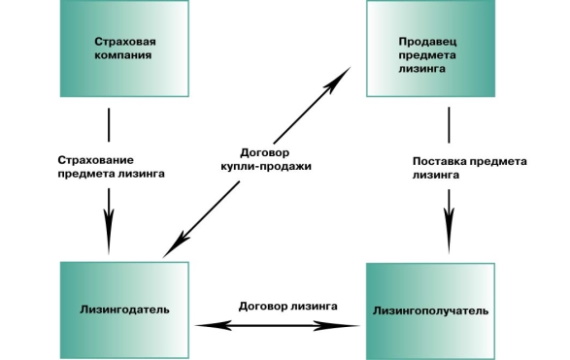 Страховая
компания
Продавец
предмета
лизинга
Страхование
предмета лизинга
Договор
купли-продажи
Поставка предмета
лизинга
Лизингодатель
Договор лизинга
Лизингополучатель